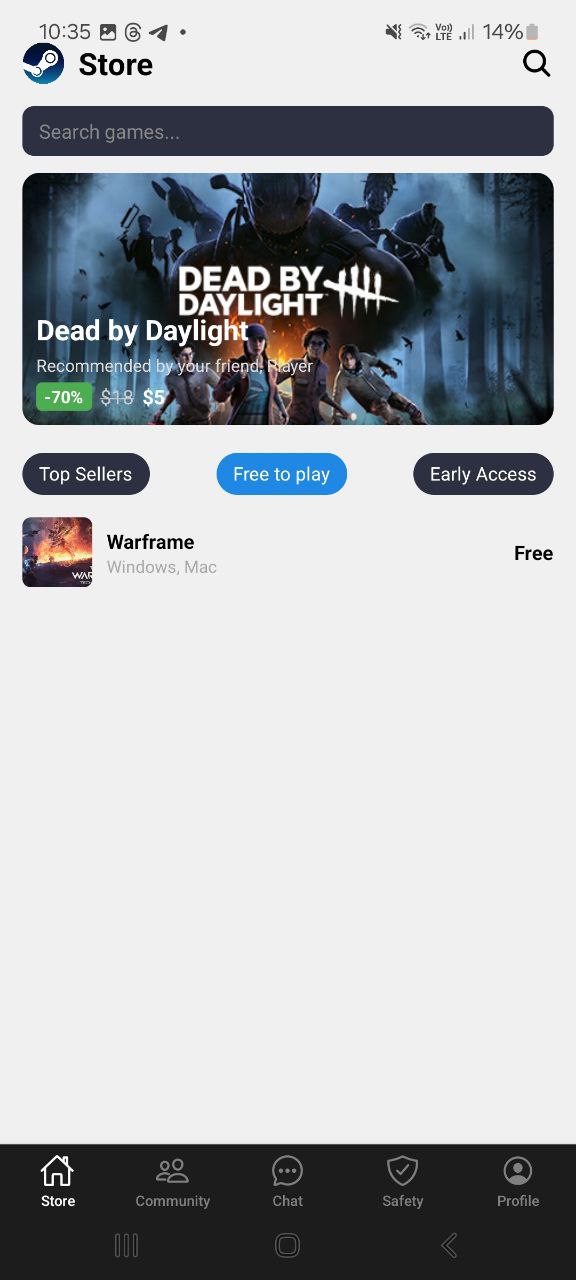 10:35
Vo))
LTE
14%
Store
Search games...
DEAD BY
DAYLIGHT
Dead by Daylight
Recommended by your friend, Player
-70% $18 $5
Top Sellers
Free to play
Early Access
Warframe
Windows, Mac
Free
WAR
Store
Community
Chat
Safety
Profile